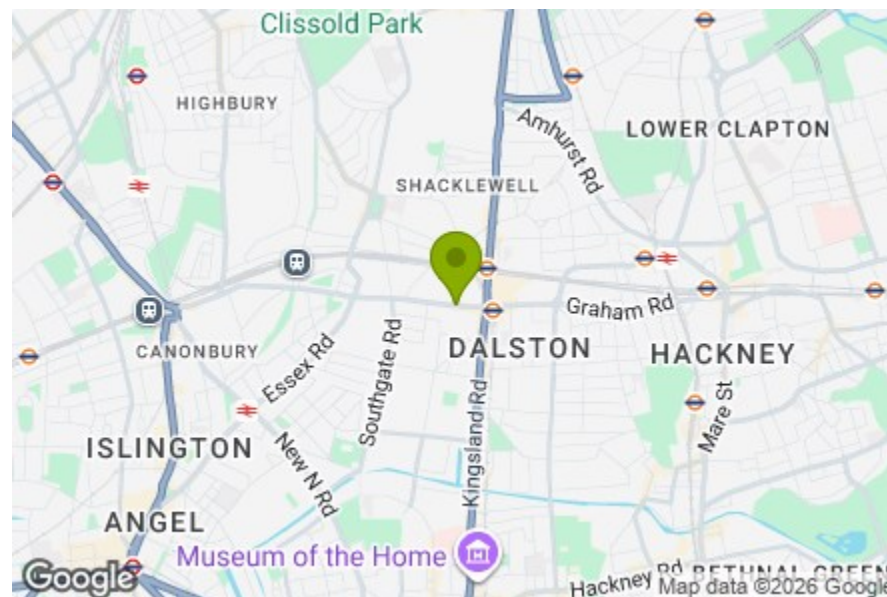 Clissold Park
HIGHBURY
Amhurst Rd
LOWER CLAPTON
SHACKLEWELL
Graham Rd
CANONBURY
Essex Rd
Southgate Rd
DALSTON
HACKNEY
Kingsland Rd
Mare St
ISLINGTON
New N Rd
ANGEL
Museum of the Home
Hackney Rd
BETHNAL GREEN
Google
Map data ©2026 Google